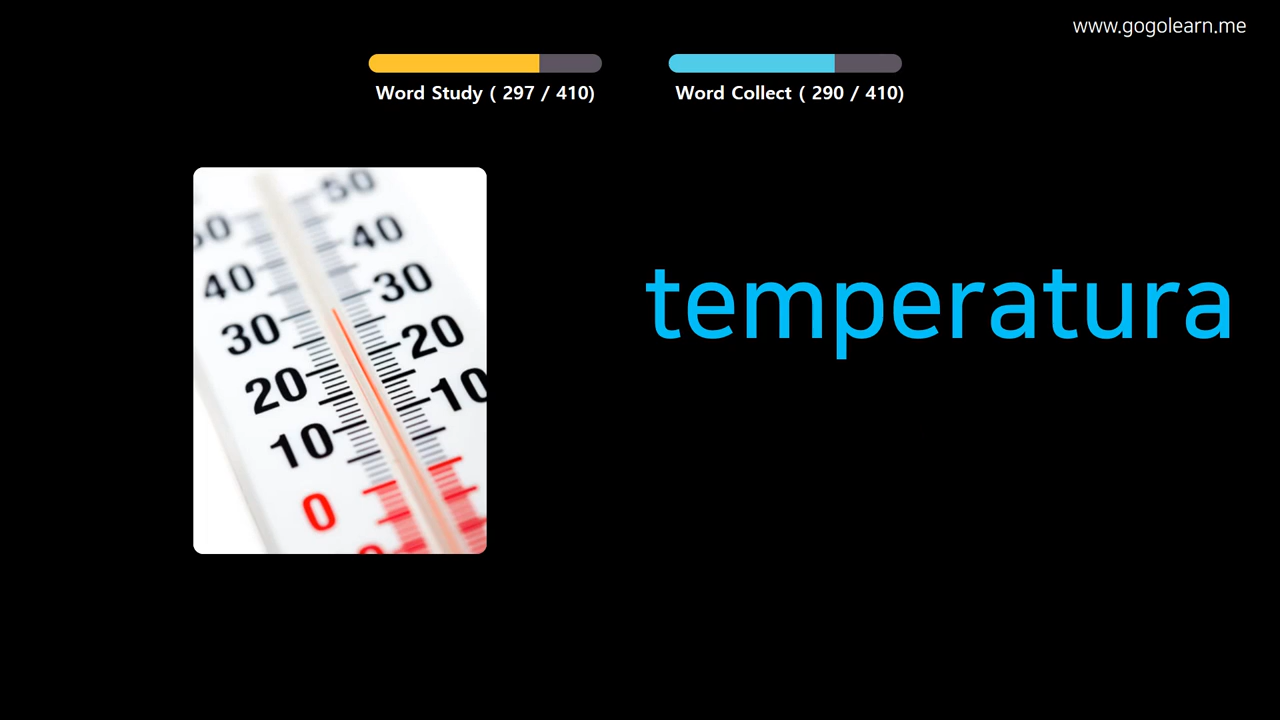 www.gogolearn.me
Word Study ( 297 / 410)
Word Collect ( 290 / 410)
50
40
40
30
30
20
20
10
10
0
temperatura